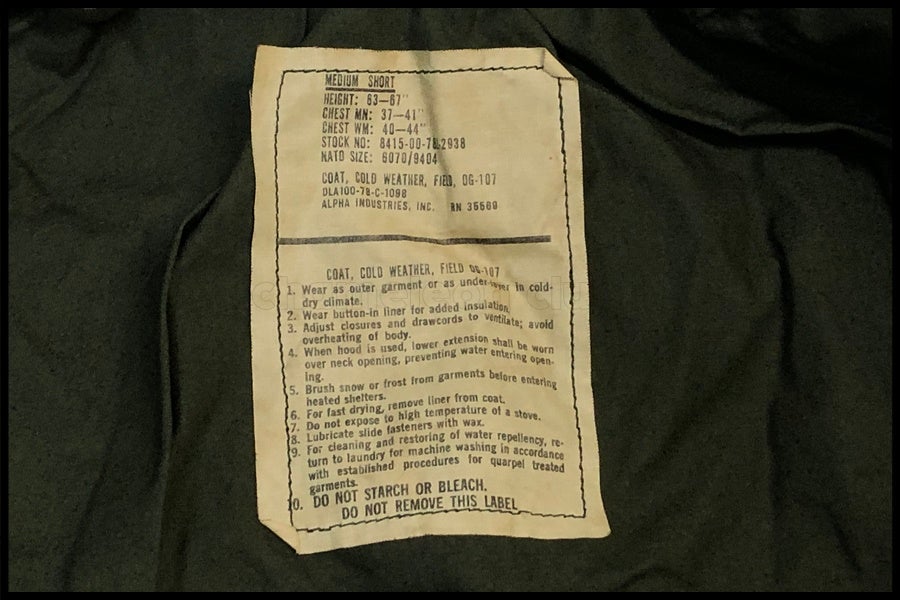 MEDIUM SHORT
HEIGHT: 63—67"
CHEST MN: 37—41"
CHEST WM: 40—44"
STOCK NO: 8415-00-782-2938
NATO SIZE: 6070/9404
COAT, COLD WEATHER, FIELD, OG-107
DLA100-78-C-1098
ALPHA INDUSTRIES, INC. RN 35589
COAT, COLD WEATHER, FIELD OG-107
1. Wear as outer garment or as under-layer in cold-
dry climate.
2. Wear button-in liner for added insulation.
3. Adjust closures and drawcords to ventilate; avoid
overheating of body.
4. When hood is used, lower extension shall be worn
over neck opening, preventing water entering open-
ing.
5. Brush snow or frost from garments before entering
heated shelters.
6. For fast drying, remove liner from coat.
7. Do not expose to high temperature of a stove.
8. Lubricate slide fasteners with wax.
9. For cleaning and restoring of water repellency, re-
turn to laundry for machine washing in accordance
with established procedures for quarpel treated
garments.
10. DO NOT STARCH OR BLEACH.
DO NOT REMOVE THIS LABEL